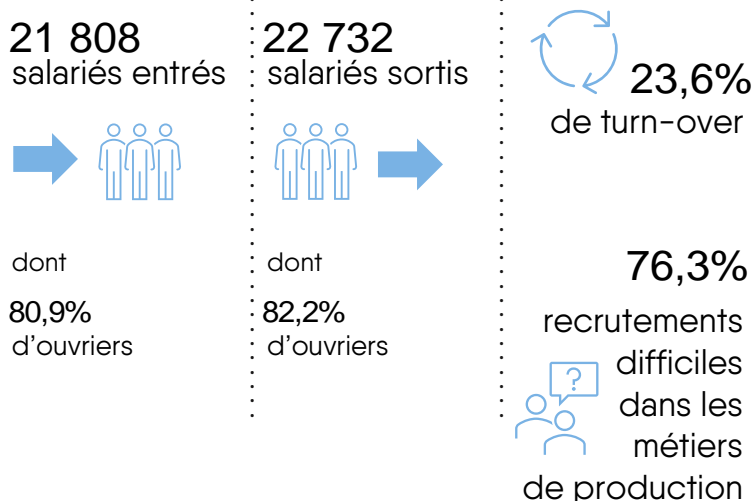 21 808
salariés entrés
dont
80,9%
d'ouvriers
22 732
salariés sortis
dont
82,2%
d'ouvriers
23,6%
de turn-over
76,3%
recrutements
difficiles
?
dans les
métiers
de production